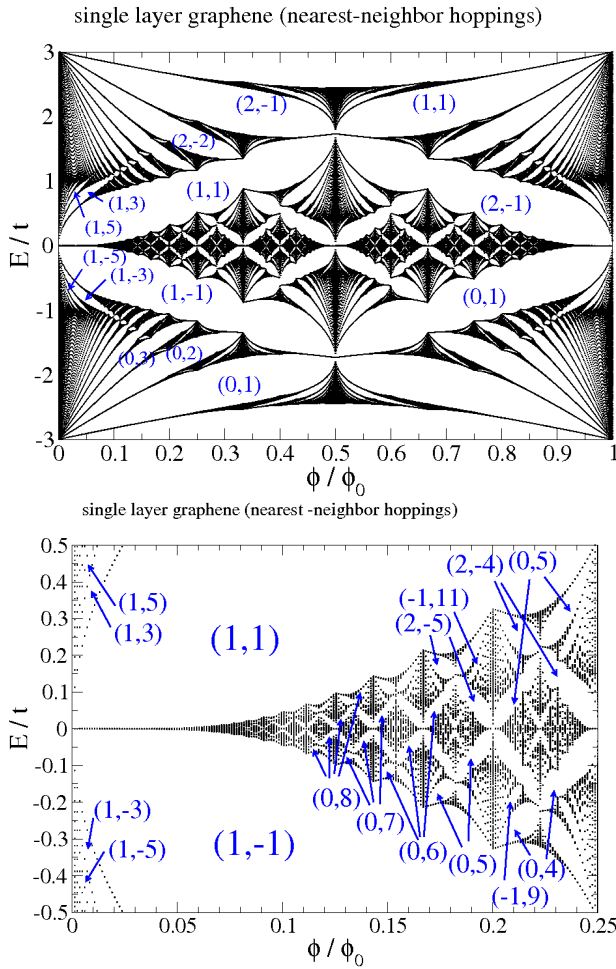 single layer graphene (nearest-neighbor hoppings)
3
(2,-1) (1,1)
2
(2,-2)
(1,1) (2,-1)
1
(1,3)
(1,5)
E / t
0
(1,-5)
(1,-3) (1,-1) (0,1)
-1
(0,3) (0,2)
-2
(0,1)
-3
0 0.1 0.2 0.3 0.4 0.5 0.6 0.7 0.8 0.9 1
ϕ / ϕ0
single layer graphene (nearest -neighbor hoppings)
0.5
(2,-4) (0,5)
0.4
(1,5) (-1,11)
(1,3) (1,1) (2,-5)
0.3
0.2
0.1
E / t
0
-0.1
(0,8) (0,7)
-0.2
(1,-3)
(0,6) (0,5) (0,4)
-0.3
(1,-5) (1,-1)
(-1,9)
-0.4
-0.5
0 0.05 0.1 0.15 0.2 0.25
ϕ / ϕ0